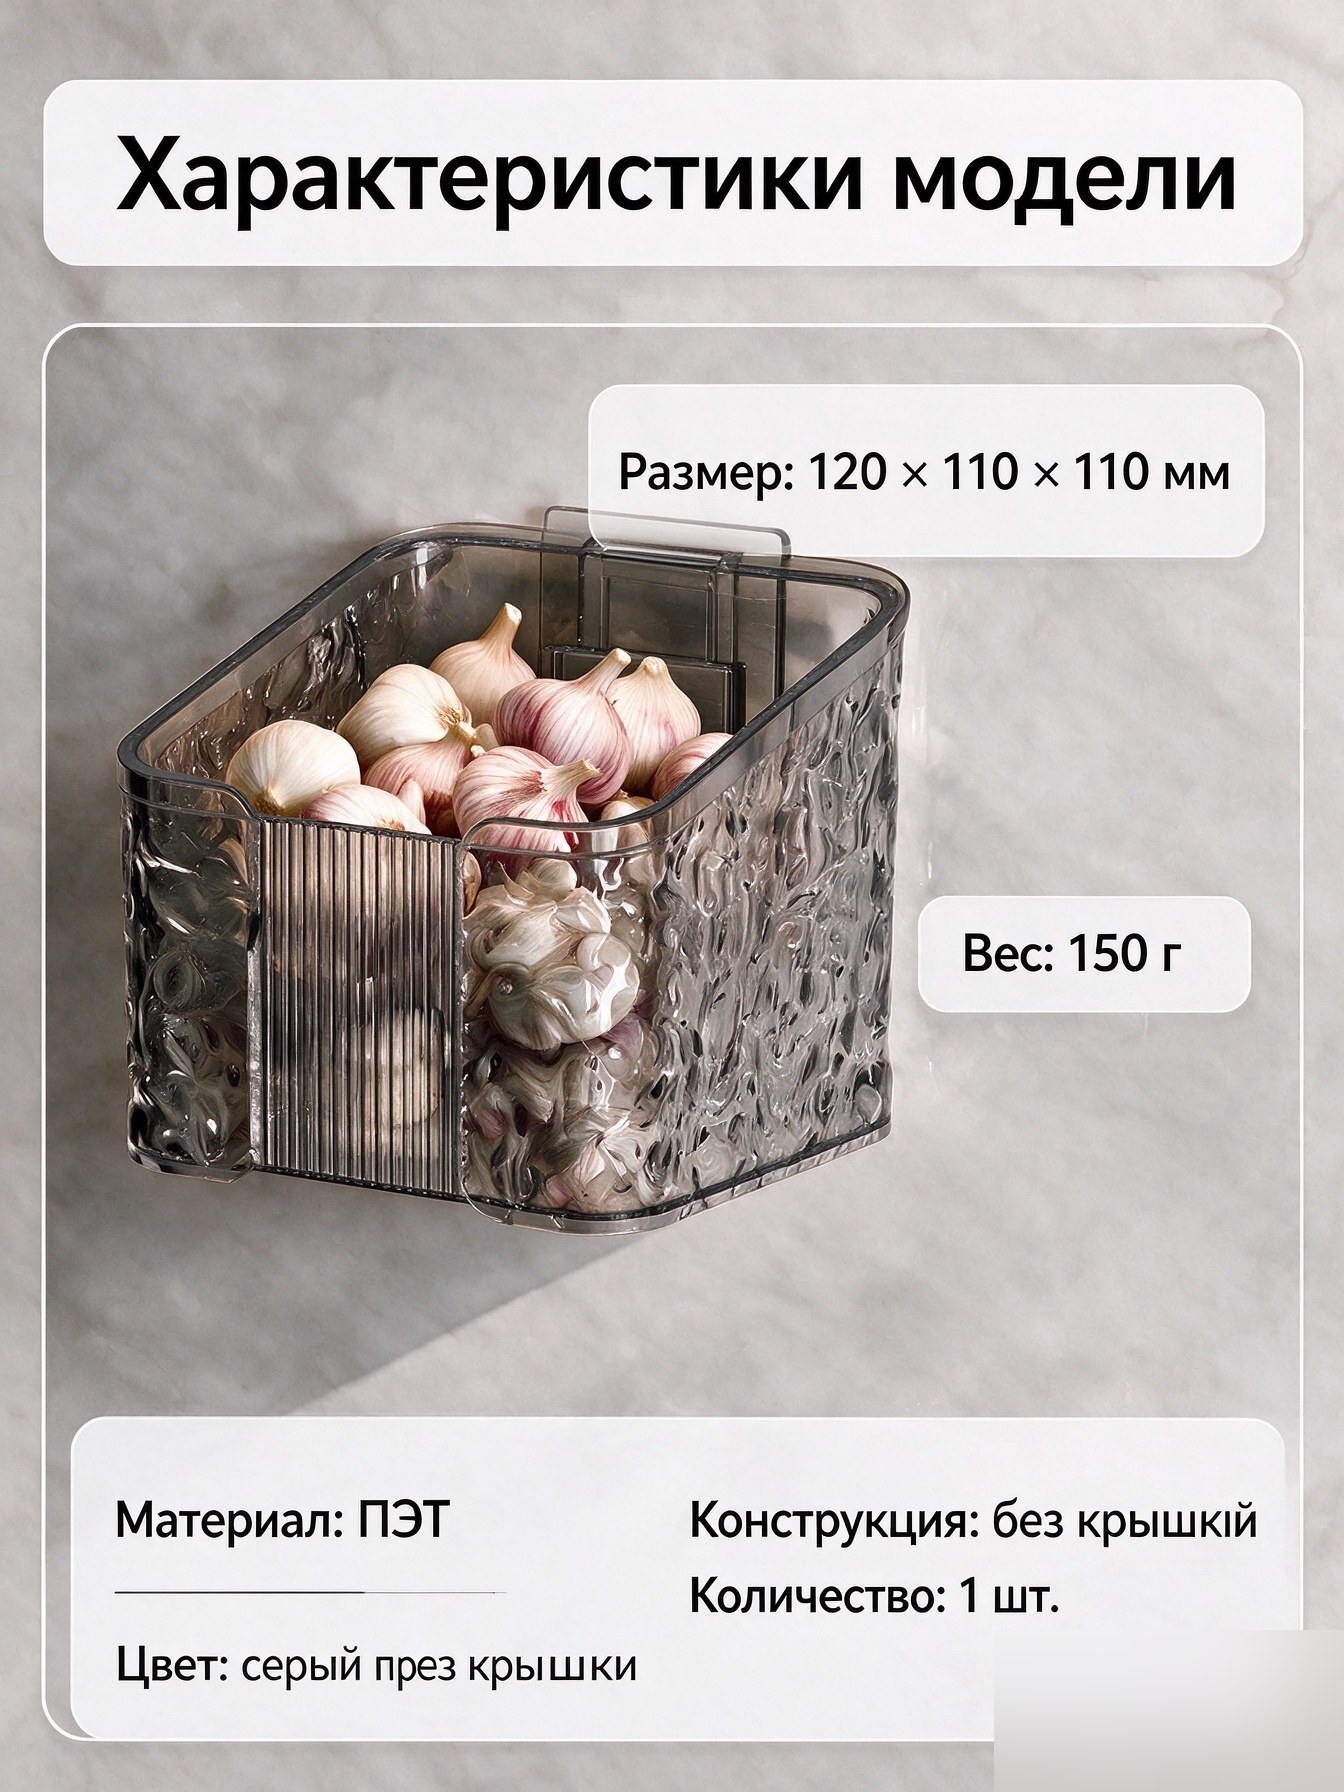 Характеристики модели
Размер: 120 × 110 × 110 мм
Вес: 150 г
Материал: ПЭТ
Конструкция: без крышкій
Количество: 1 шт.
Цвет: серый през крышки